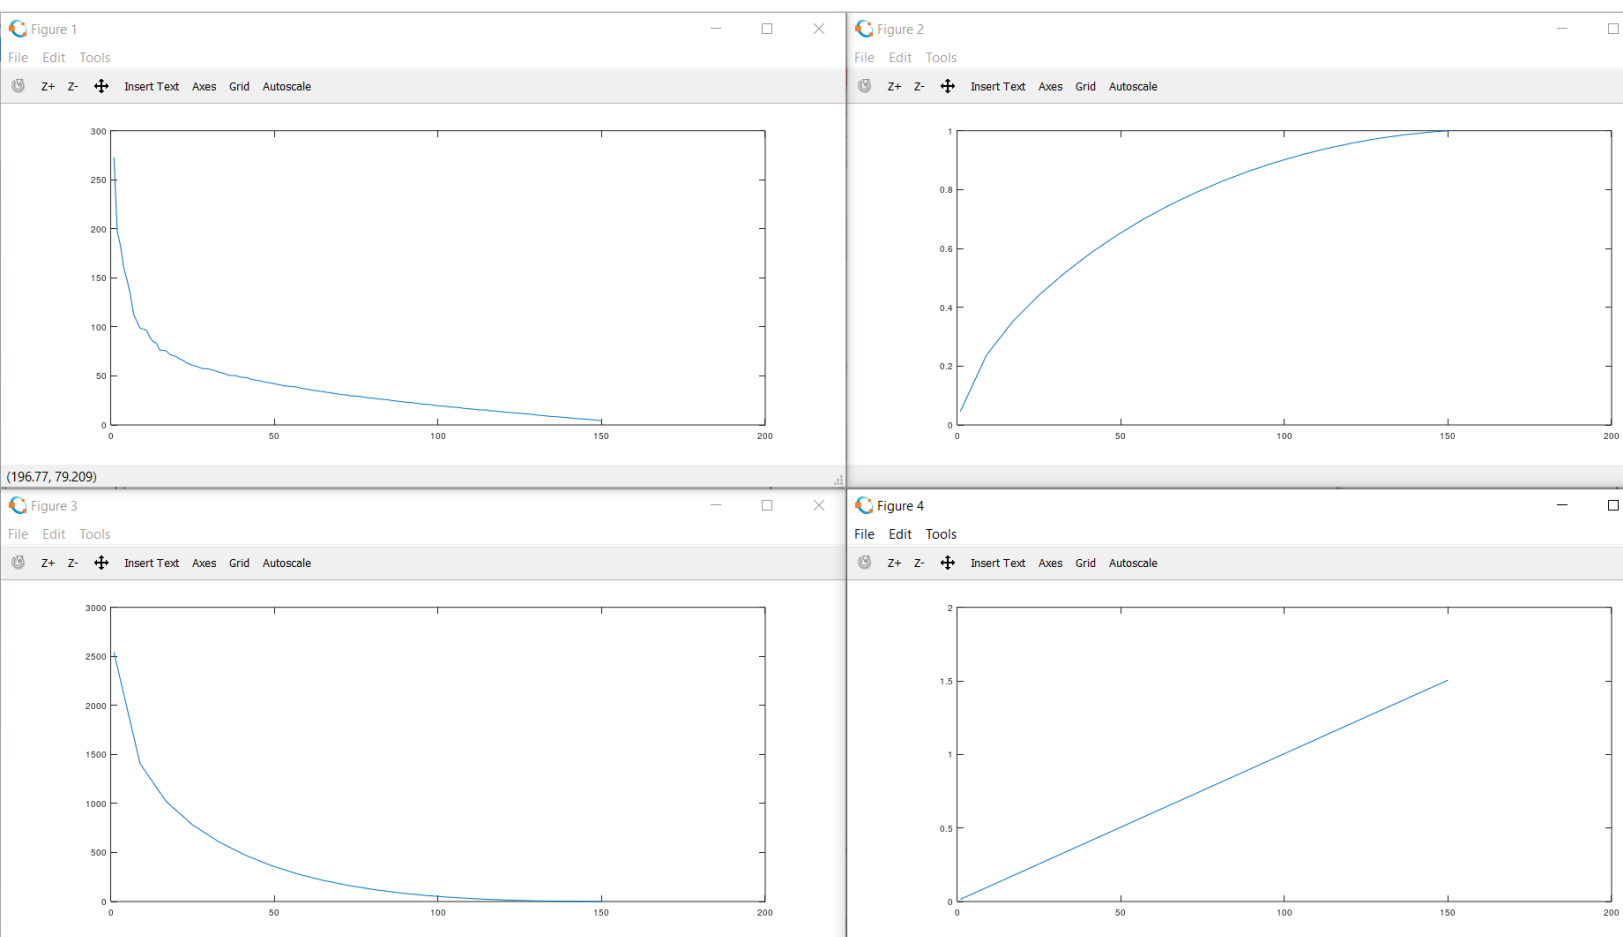 Figure 1
File Edit Tools
Z+ Z- Insert Text Axes Grid Autoscale
300
250
200
150
100
50
0
0 50 100 150 200
(196.77, 79.209)
Figure 2
File Edit Tools
Z+ Z- Insert Text Axes Grid Autoscale
1
0.8
0.6
0.4
0.2
0
0 50 100 150 200
Figure 3
File Edit Tools
Z+ Z- Insert Text Axes Grid Autoscale
3000
2500
2000
1500
1000
500
0
0 50 100 150 200
Figure 4
File Edit Tools
Z+ Z- Insert Text Axes Grid Autoscale
2
1.5
1
0.5
0
0 50 100 150 200